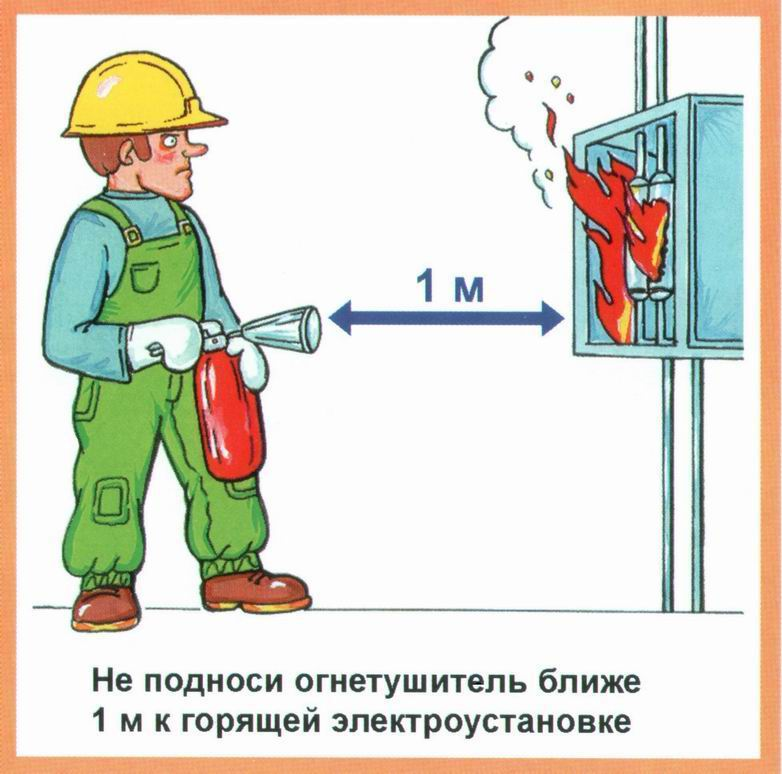 1 м
Не подноси огнетушитель ближе
1 м к горящей электроустановке